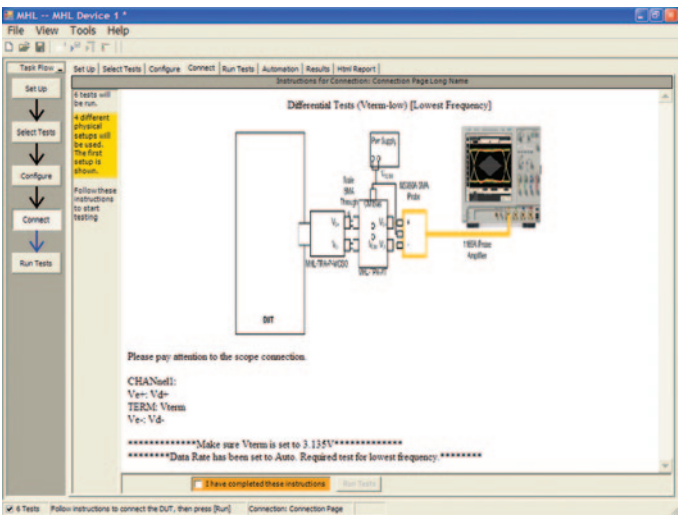 MHL -- MHL Device 1 *
File View Tools Help
Task Flow
Set Up
Select Tests
Configure
Connect
Run Tests
Set Up Select Tests Configure Connect Run Tests Automation Results Html Report
Instructions for Connection: Connection Page Long Name
6 tests will
be run.
4 different
physical
setups will
be used.
The first
setup is
shown.
Follow these
instructions
to start
testing
Differential Tests (Vterm-low) [Lowest Frequency]
Pwr Supply
SMA
Through
Probe
1169A Probe
Amplifier
DUT
Please pay attention to the scope connection.
CHANnel1:
Ve+: Vd+
TERM: Vterm
Ve-: Vd-
**************Make sure Vterm is set to 3.135V*************
********Data Rate has been set to Auto. Required test for lowest frequency.********
I have completed these instructions
Run Tests
6 Tests Follow instructions to connect the DUT, then press [Run] Connection: Connection Page